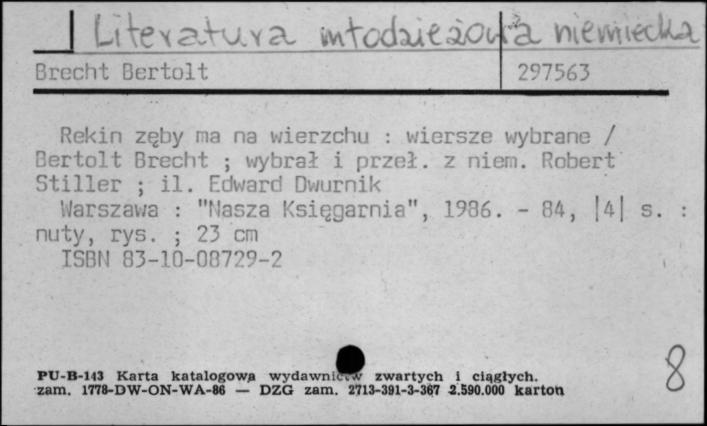 Literatura młodzieżowa niemiecka
Brecht Bertolt 297563
Rekin zęby ma na wierzchu : wiersze wybrane /
Bertolt Brecht ; wybrał i przeł. z niem. Robert
Stiller ; il. Edward Dwurnik
Warszawa : "Nasza Księgarnia", 1986. - 84, |4| s. :
nuty, rys. ; 23 cm
ISBN 83-10-08729-2
8
PU-B-143 Karta katalogowa wydawnictw zwartych i ciągłych.
zam. 1778-DW-ON-WA-86 — DZG zam. 2713-391-3-367 2.590.000 karton